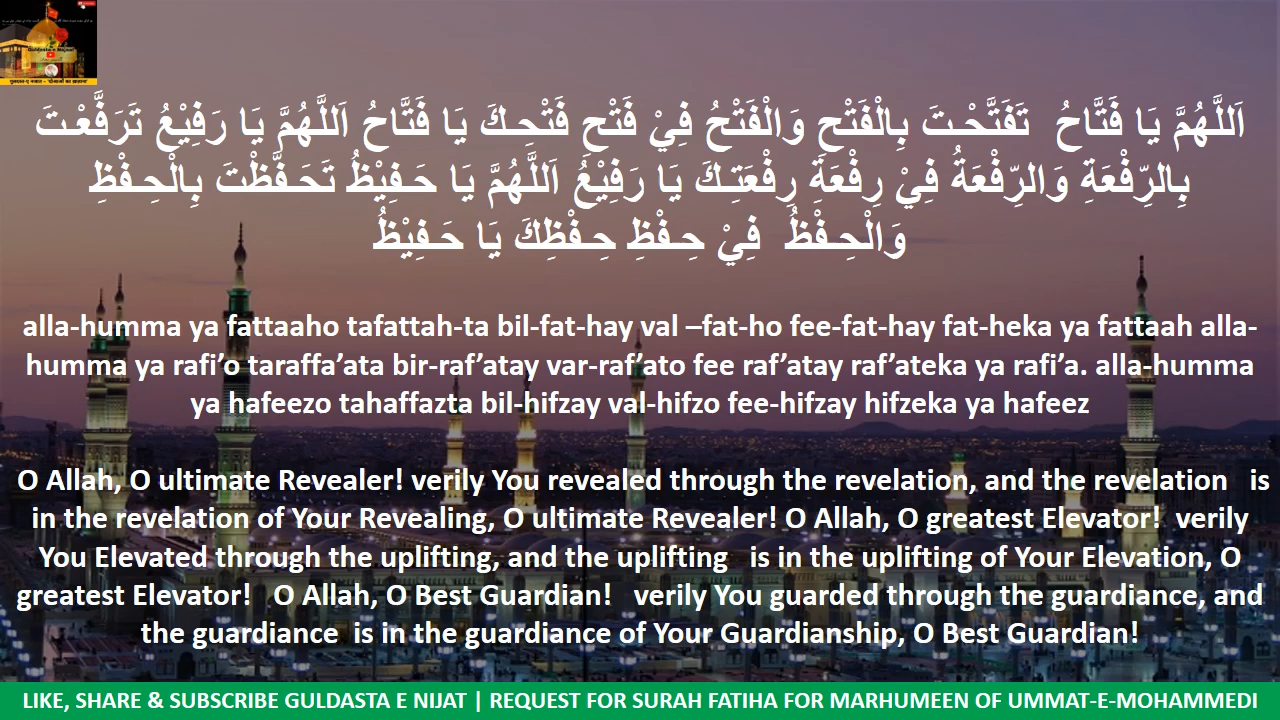 Guldasta-e-Nijaat
गुलदस्ता-ए-नजात - "दोआओं का ख़ज़ाना"
اَللَّهُمَّ يَا فَتَّاحُ تَفَتَّحْتَ بِالْفَتْحِ وَالْفَتْحُ فِيْ فَتْحِ فَتْحِكَ يَا فَتَّاحُ اَللَّهُمَّ يَا رَفِيْعُ تَرَفَّعْتَ
بِالرِّفْعَةِ وَالرِّفْعَةُ فِيْ رِفْعَةِ رِفْعَتِكَ يَا رَفِيْعُ اَللَّهُمَّ يَا حَفِيْظُ تَحَفَّظْتَ بِالْحِفْظِ
وَالْحِفْظُ فِيْ حِفْظِ حِفْظِكَ يَا حَفِيْظُ
alla-humma ya fattaaho tafattah-ta bil-fat-hay val –fat-ho fee-fat-hay fat-heka ya fattaah alla-
humma ya rafi’o taraffa’ata bir-raf’atay var-raf’ato fee raf’atay raf’ateka ya rafi’a. alla-humma
ya hafeezo tahaffazta bil-hifzay val-hifzo fee-hifzay hifzeka ya hafeez
O Allah, O ultimate Revealer! verily You revealed through the revelation, and the revelation is
in the revelation of Your Revealing, O ultimate Revealer! O Allah, O greatest Elevator! verily
You Elevated through the uplifting, and the uplifting is in the uplifting of Your Elevation, O
greatest Elevator! O Allah, O Best Guardian! verily You guarded through the guardiance, and
the guardiance is in the guardiance of Your Guardianship, O Best Guardian!
LIKE, SHARE & SUBSCRIBE GULDASTA E NIJAT | REQUEST FOR SURAH FATIHA FOR MARHUMEEN OF UMMAT-E-MOHAMMEDI